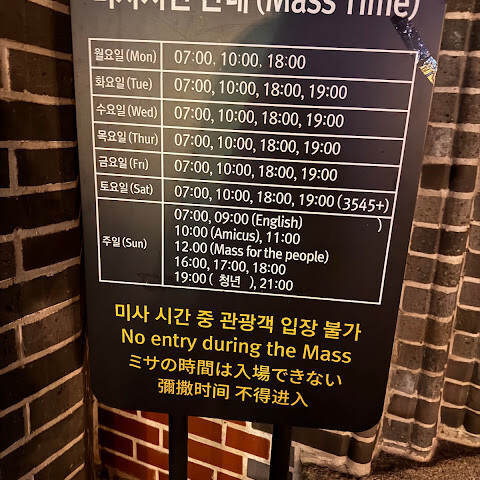 미사시간 안내 (Mass Time)
월요일 (Mon) 07:00, 10:00, 18:00
화요일 (Tue) 07:00, 10:00, 18:00, 19:00
수요일 (Wed) 07:00, 10:00, 18:00, 19:00
목요일 (Thur) 07:00, 10:00, 18:00, 19:00
금요일 (Fri) 07:00, 10:00, 18:00, 19:00
토요일 (Sat) 07:00, 10:00, 18:00, 19:00 (3545+)
주일 (Sun) 07:00, 09:00 (English) )
10:00 (Amicus), 11:00
12:00 (Mass for the people)
16:00, 17:00, 18:00
19:00 ( 청년 ), 21:00
미사 시간 중 관광객 입장 불가
No entry during the Mass
ミサの時間は入場できない
彌撒时间 不得进入